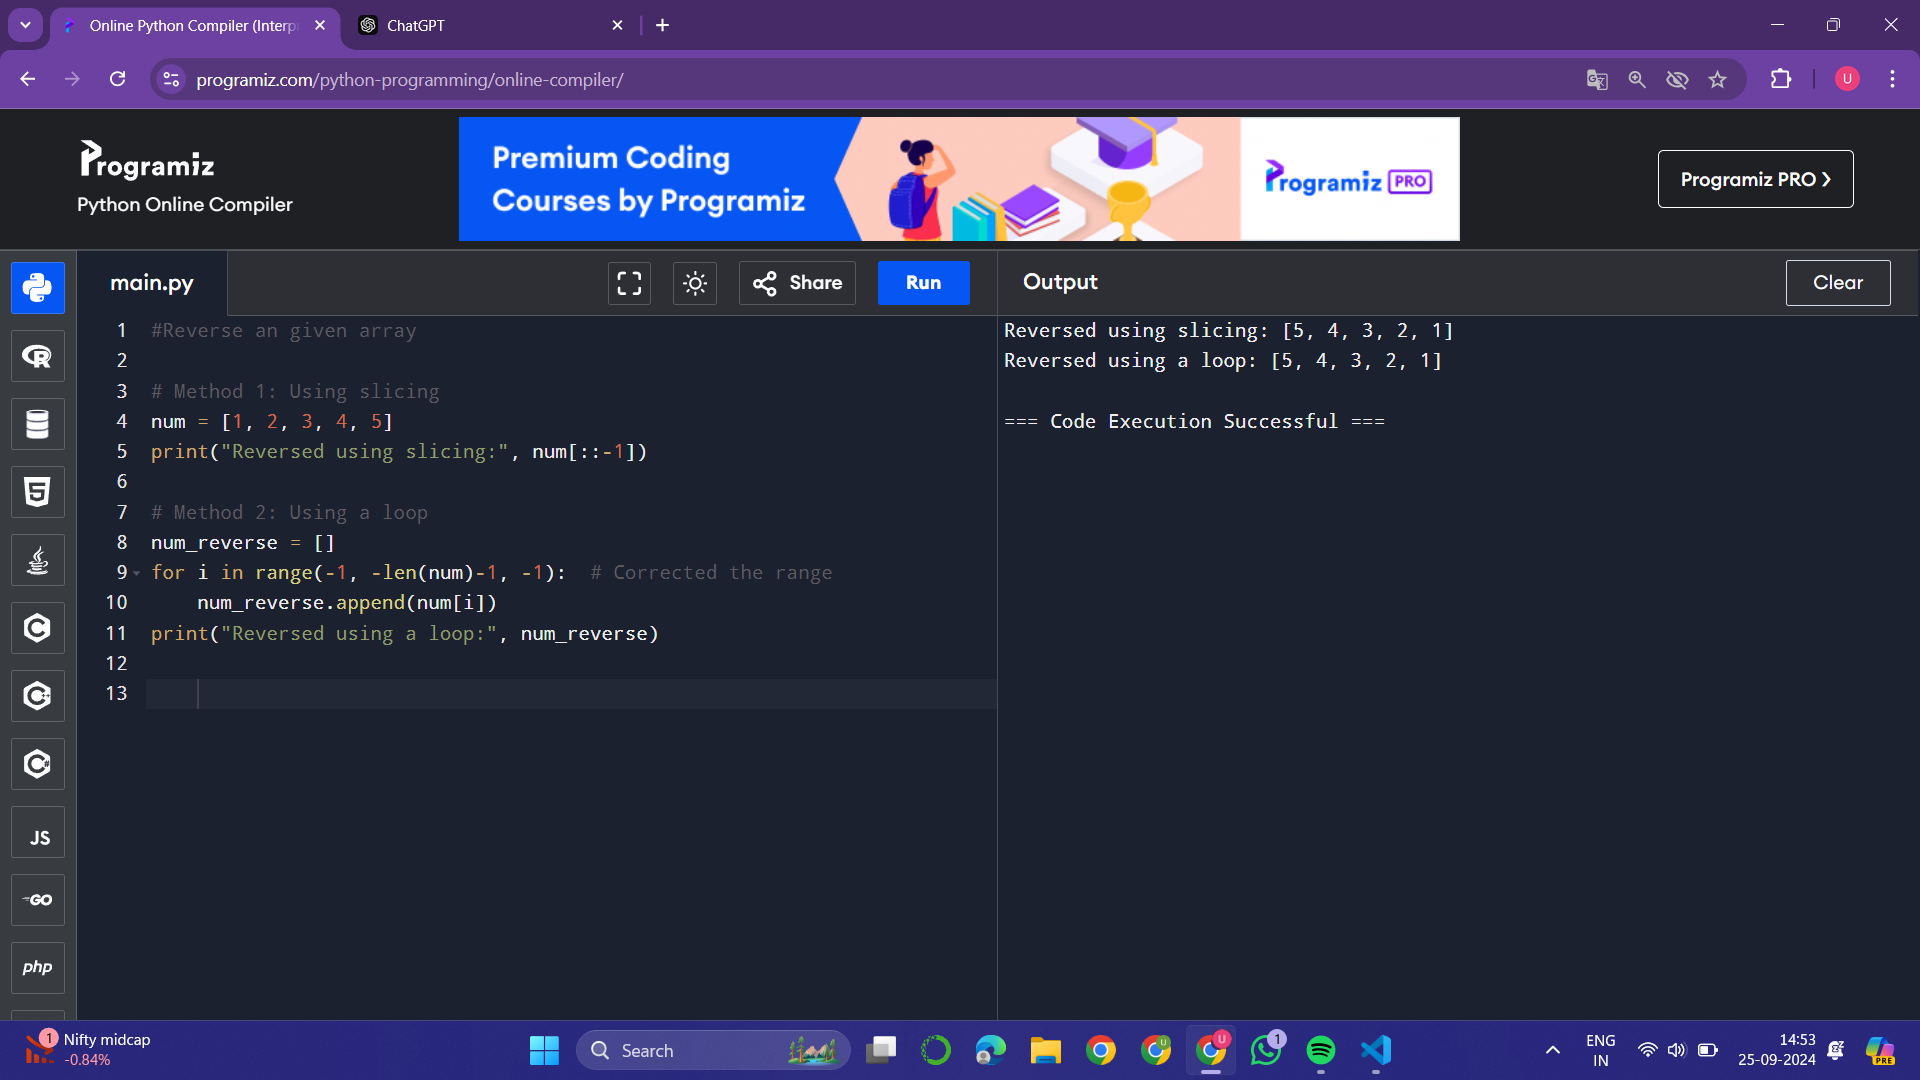 Online Python Compiler (Interp
ChatGPT
programiz.com/python-programming/online-compiler/
U
Programiz
Python Online Compiler
Premium Coding
Courses by Programiz
Programiz PRO
Programiz PRO ❯
main.py
Share
Run
Output
Clear
1 #Reverse an given array
2
3 # Method 1: Using slicing
4 num = [1, 2, 3, 4, 5]
5 print("Reversed using slicing:", num[::-1])
6
7 # Method 2: Using a loop
8 num_reverse = []
9 for i in range(-1, -len(num)-1, -1):  # Corrected the range
10     num_reverse.append(num[i])
11 print("Reversed using a loop:", num_reverse)
12
13
Reversed using slicing: [5, 4, 3, 2, 1]
Reversed using a loop: [5, 4, 3, 2, 1]
=== Code Execution Successful ===
R
5
C
C++
C#
JS
GO
php
1
Nifty midcap
-0.84%
Search
U
U
1
ENG
IN
14:53
25-09-2024
PRE